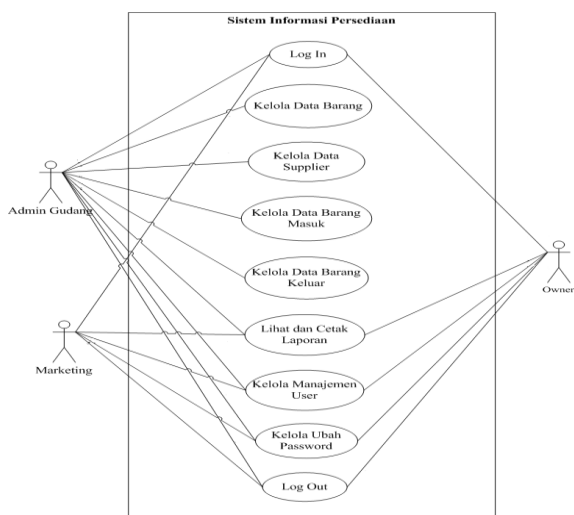 Sistem Informasi Persediaan
Log In
Kelola Data Barang
Kelola Data
Supplier
Admin Gudang
Kelola Data Barang
Masuk
Kelola Data Barang
Keluar
Owner
Lihat dan Cetak
Laporan
Marketing
Kelola Manajemen
User
Kelola Ubah
Password
Log Out